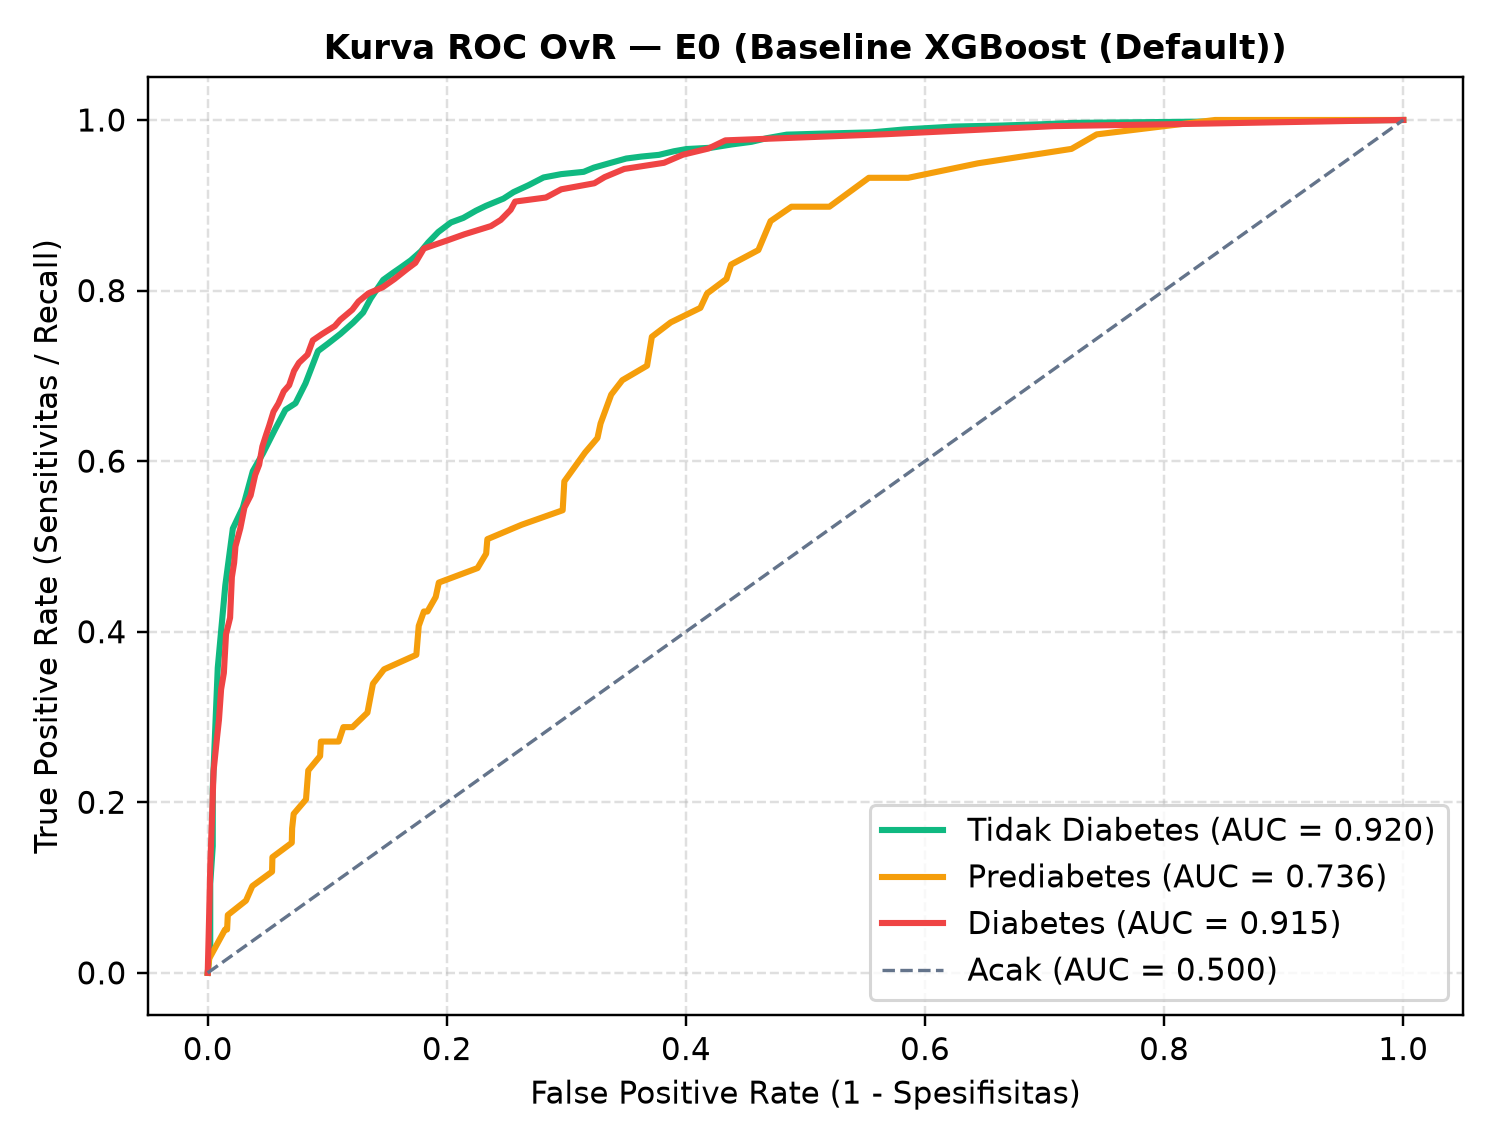 Kurva ROC OvR — E0 (Baseline XGBoost (Default))
True Positive Rate (Sensitivitas / Recall)
1.0
0.8
0.6
0.4
0.2
0.0
Tidak Diabetes (AUC = 0.920)
Prediabetes (AUC = 0.736)
Diabetes (AUC = 0.915)
Acak (AUC = 0.500)
0.0 0.2 0.4 0.6 0.8 1.0
False Positive Rate (1 - Spesifisitas)